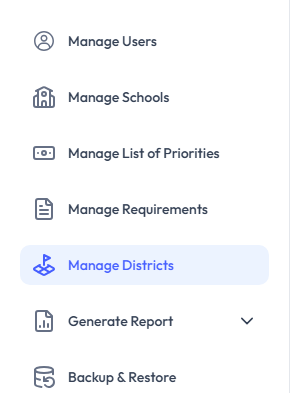 Manage Users
Manage Schools
Manage List of Priorities
Manage Requirements
Manage Districts
Generate Report
Backup & Restore